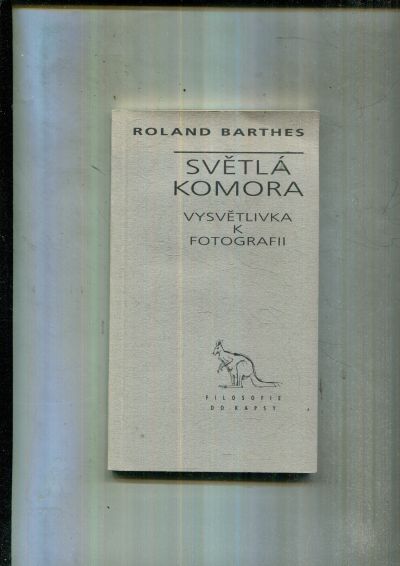 ROLAND BARTHES
SVĚTLÁ
KOMORA
VYSVĚTLIVKA
K
FOTOGRAFII
FILOSOFIE
DO KAPSY